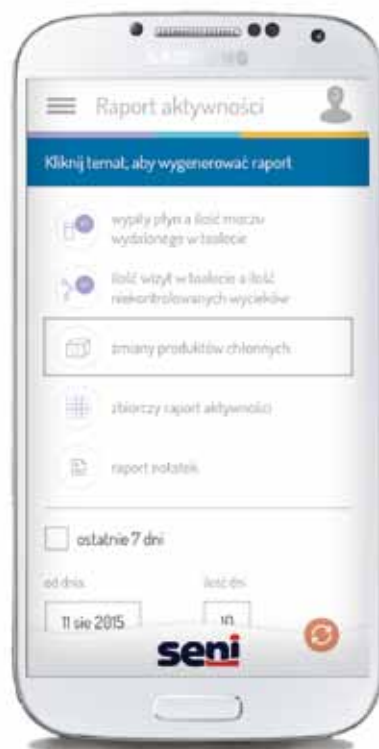 SAMSUNG
Raport aktywności
Kliknij temat, aby wygenerować raport
wypity płyn a ilość moczu
wydalonego w toalecie
ilość wizyt w toalecie a ilość
niekontrolowanych wycieków
zmiany produktów chłonnych
zbiorczy raport aktywności
raport notatek
ostatnie 7 dni
od dnia
ilość dni
11 sie 2015
10
seni